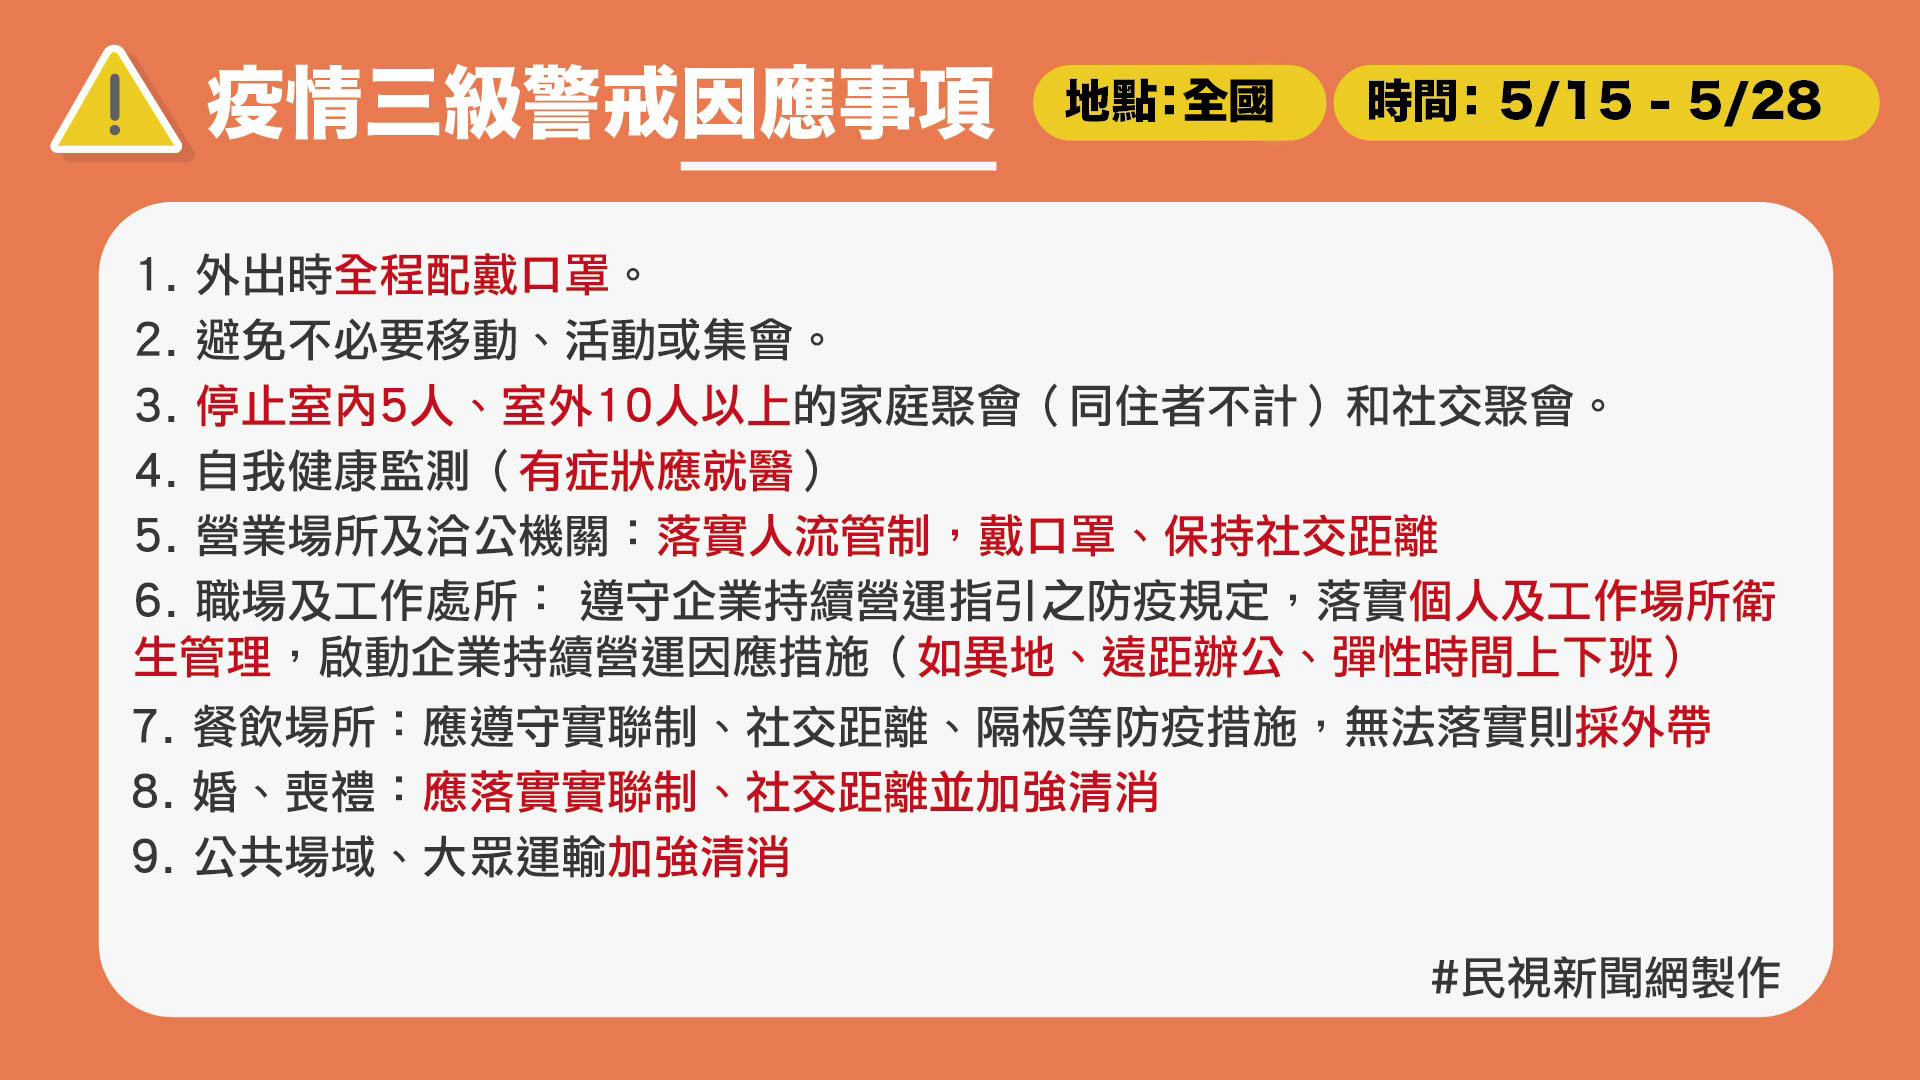 疫情三級警戒因應事項
地點:全國
時間: 5/15 - 5/28
1. 外出時全程配戴口罩。
2. 避免不必要移動、活動或集會。
3. 停止室內5人、室外10人以上的家庭聚會（同住者不計）和社交聚會。
4. 自我健康監測（有症狀應就醫）
5. 營業場所及洽公機關：落實人流管制，戴口罩、保持社交距離
6. 職場及工作處所： 遵守企業持續營運指引之防疫規定，落實個人及工作場所衛
生管理，啟動企業持續營運因應措施（如異地、遠距辦公、彈性時間上下班）
7. 餐飲場所：應遵守實聯制、社交距離、隔板等防疫措施，無法落實則採外帶
8. 婚、喪禮：應落實實聯制、社交距離並加強清消
9. 公共場域、大眾運輸加強清消
#民視新聞網製作